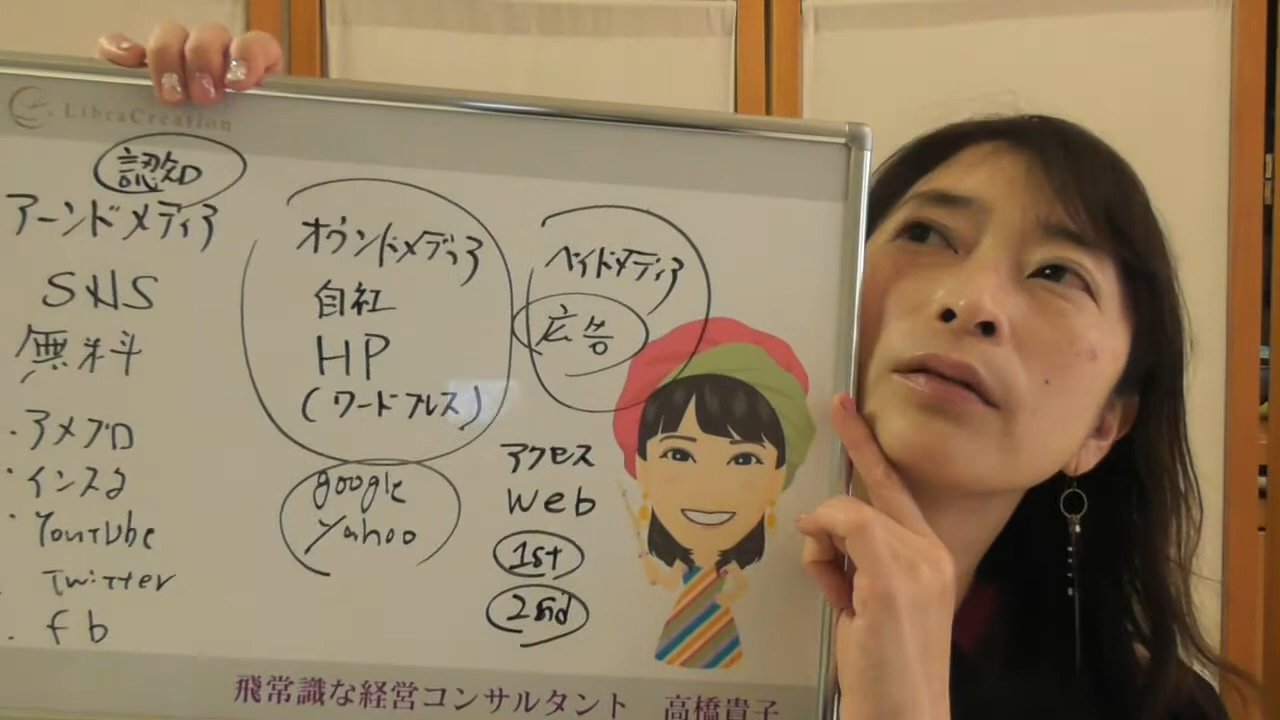 LibraCreation
認知
アーンドメディア
SNS
無料
・アメブロ
・インスタ
・YouTube
・Twitter
・fb
オウンドメディア
自社
HP
(ワードプレス)
google
Yahoo
ペイドメディア
広告
アクセス
Web
1st
2nd
飛常識な経営コンサルタント 高橋貴子